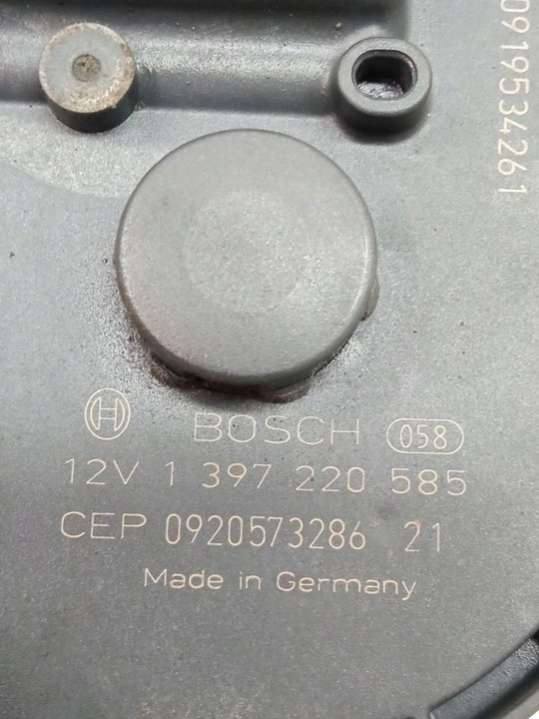 0919534261
BOSCH 058
12V 1 397 220 585
CEP 0920573286 21
Made in Germany